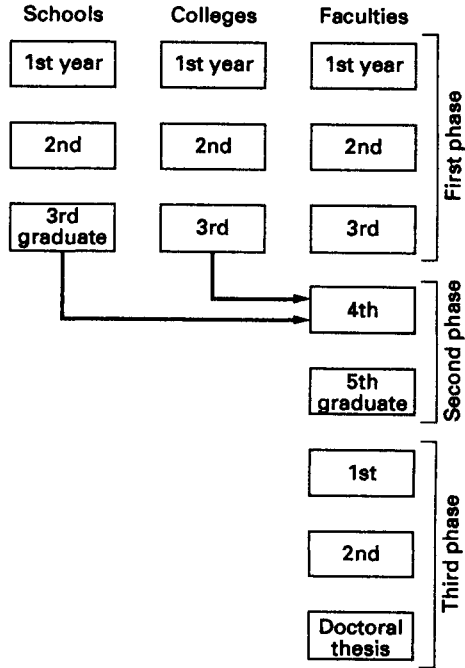 Schools Colleges Faculties
1st year 1st year 1st year
2nd 2nd 2nd
3rd
graduate
3rd 3rd
First phase
4th
5th
graduate
Second phase
1st
2nd
Doctoral
thesis
Third phase